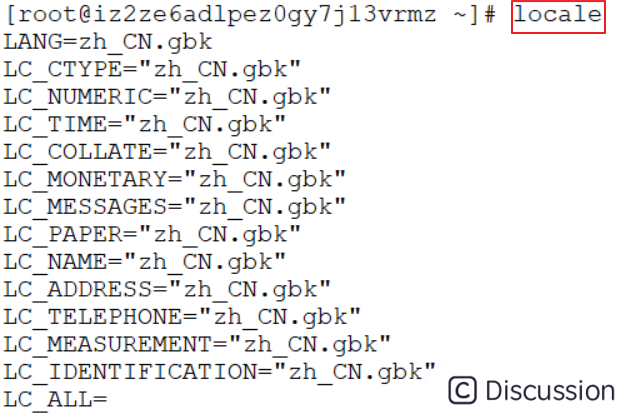 [root@iz2ze6adlpez0gy7j13vrmz ~]# locale
LANG=zh_CN.gbk
LC_CTYPE="zh_CN.gbk"
LC_NUMERIC="zh_CN.gbk"
LC_TIME="zh_CN.gbk"
LC_COLLATE="zh_CN.gbk"
LC_MONETARY="zh_CN.gbk"
LC_MESSAGES="zh_CN.gbk"
LC_PAPER="zh_CN.gbk"
LC_NAME="zh_CN.gbk"
LC_ADDRESS="zh_CN.gbk"
LC_TELEPHONE="zh_CN.gbk"
LC_MEASUREMENT="zh_CN.gbk"
LC_IDENTIFICATION="zh_CN.gbk"
LC_ALL=
C Discussion